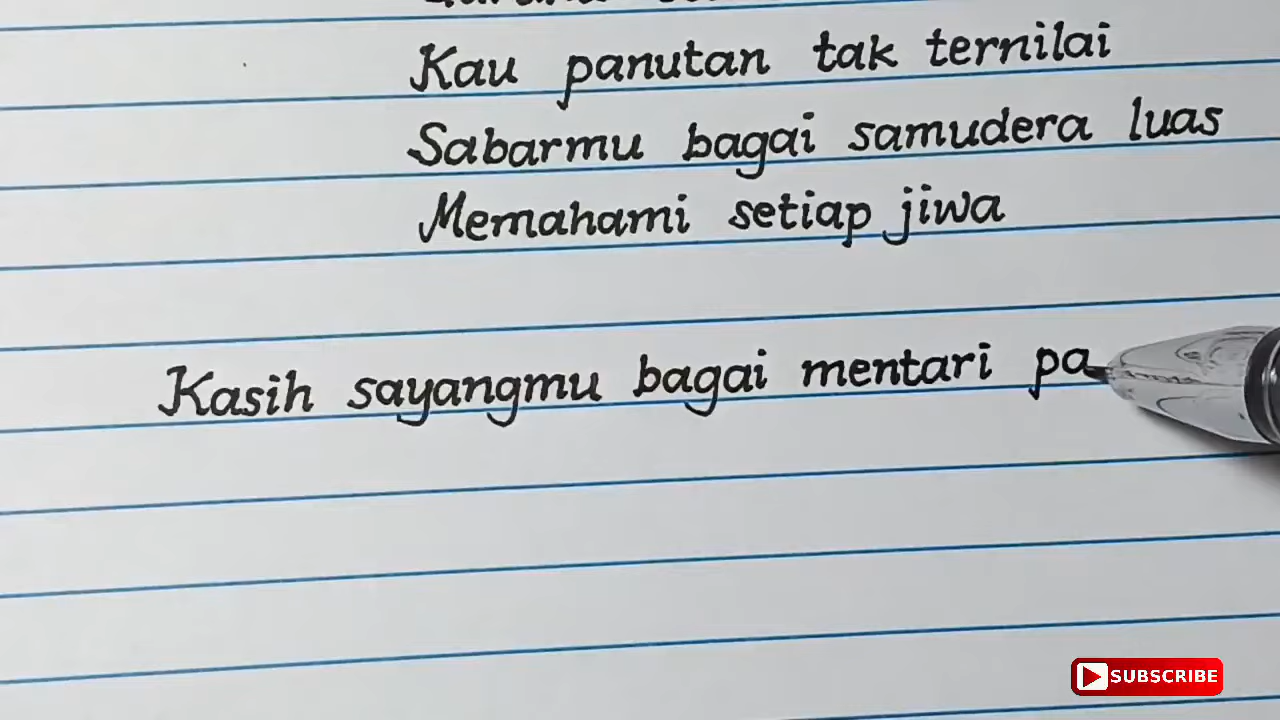 Kau panutan tak ternilai
Sabarmu bagai samudera luas
Memahami setiap jiwa
Kasih sayangmu bagai mentari pa
SUBSCRIBE